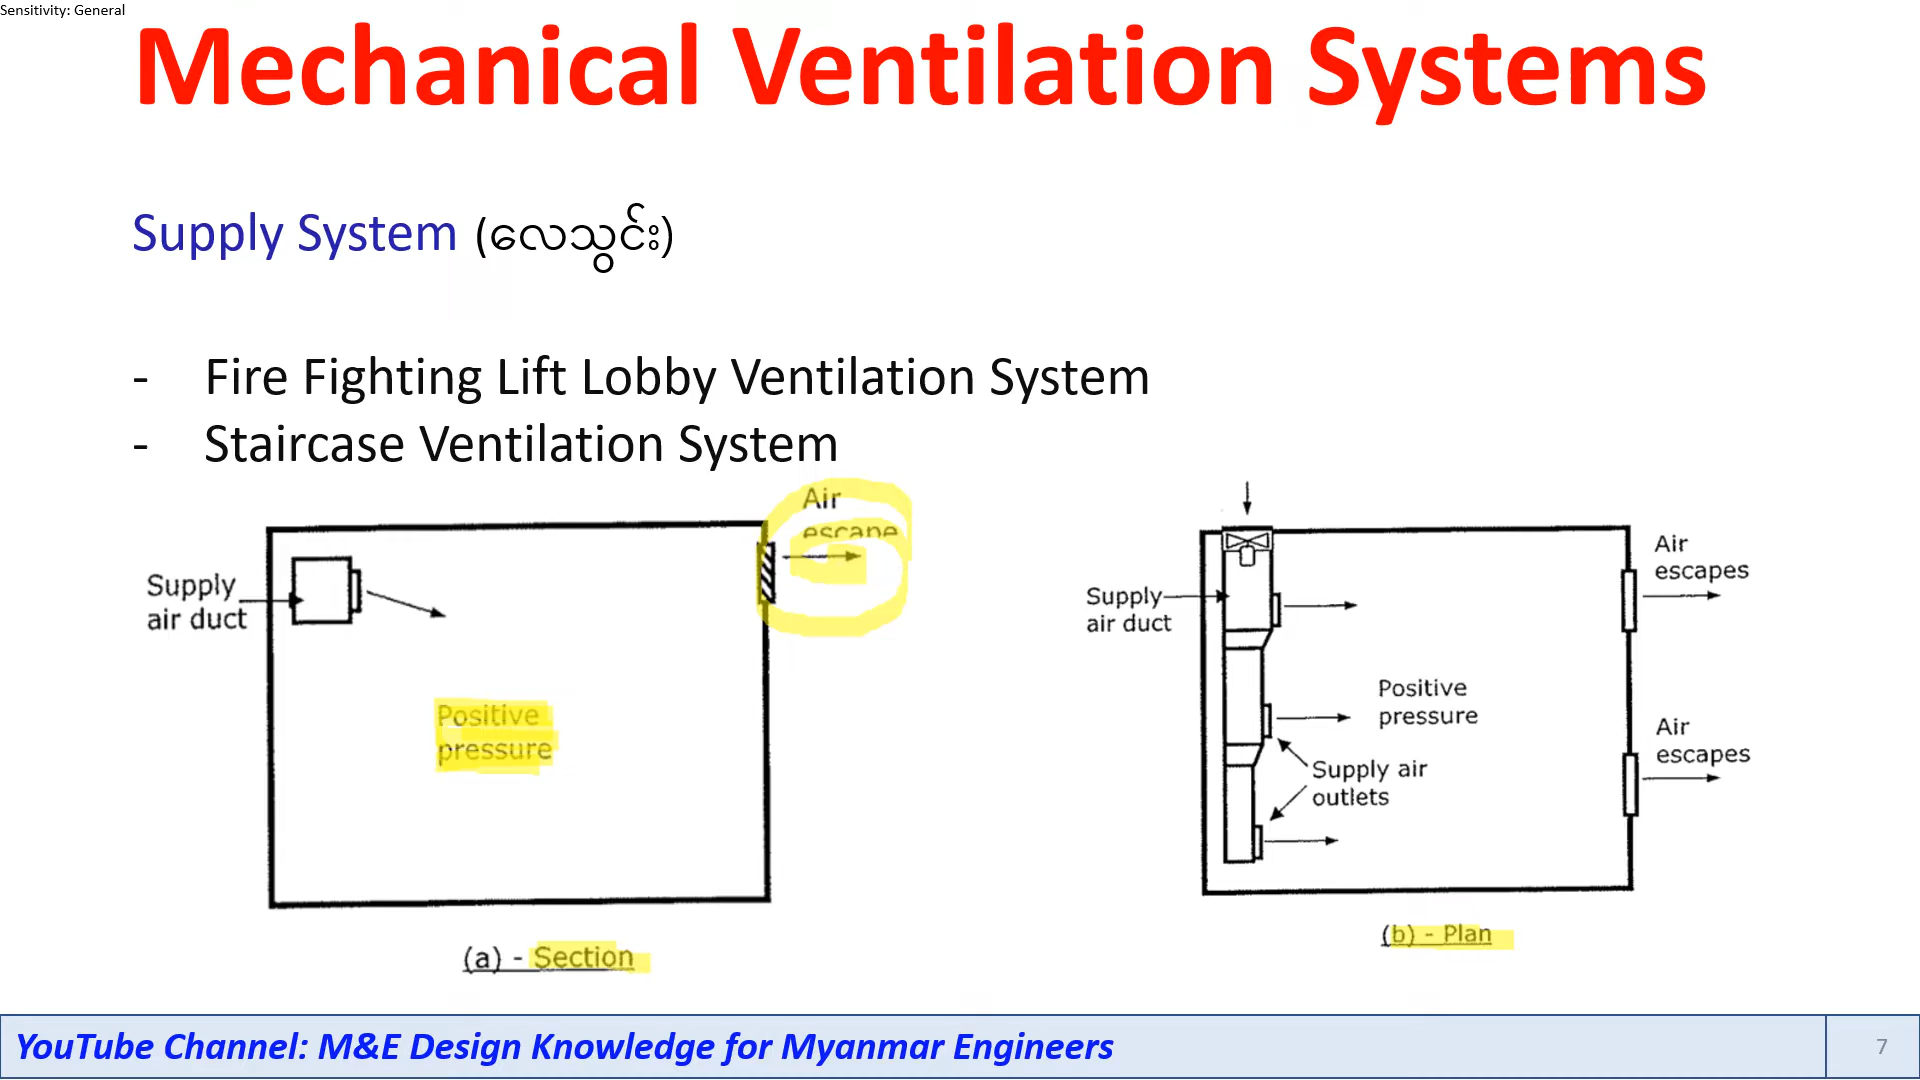 Sensitivity: General
Mechanical Ventilation Systems
Supply System (လေသွင်း)
- Fire Fighting Lift Lobby Ventilation System
- Staircase Ventilation System
Air
escape
Supply
air duct
Positive
pressure
(a) - Section
Air
escapes
Supply
air duct
Positive
pressure
Air
escapes
Supply air
outlets
(b) - Plan
YouTube Channel: M&E Design Knowledge for Myanmar Engineers
7